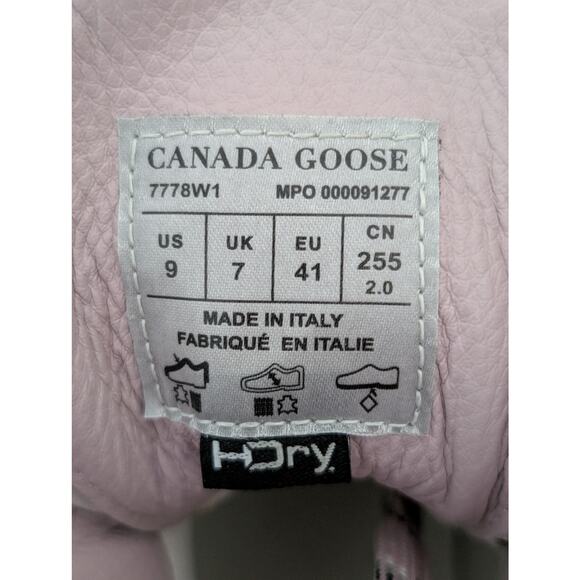 CANADA GOOSE
7778W1 MPO 000091277
US UK EU CN
9 7 41 255
2.0
MADE IN ITALY
FABRIQUÉ EN ITALIE
HDry